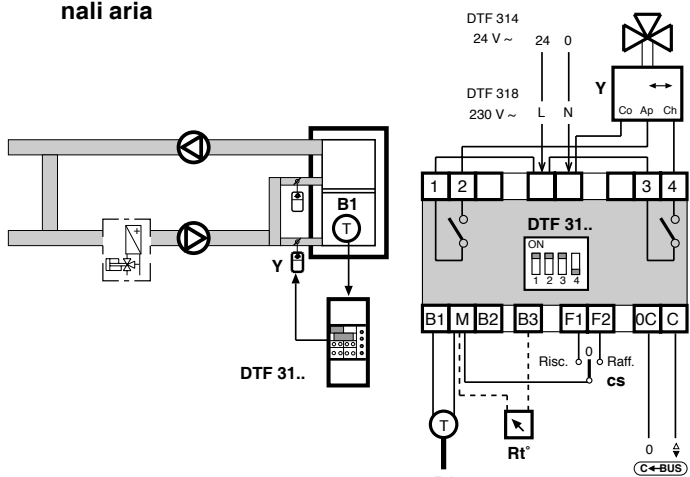 nali aria
B1
T
Y
DTF 31..
DTF 314
24 V ~ 24 0
DTF 318
230 V ~ L N
Y
Co Ap Ch
1 2 3 4
DTF 31..
ON
1 2 3 4
B1 M B2 B3 F1 F2 0C C
Risc. 0 Raff.
cs
T
Rt°
0
C BUS